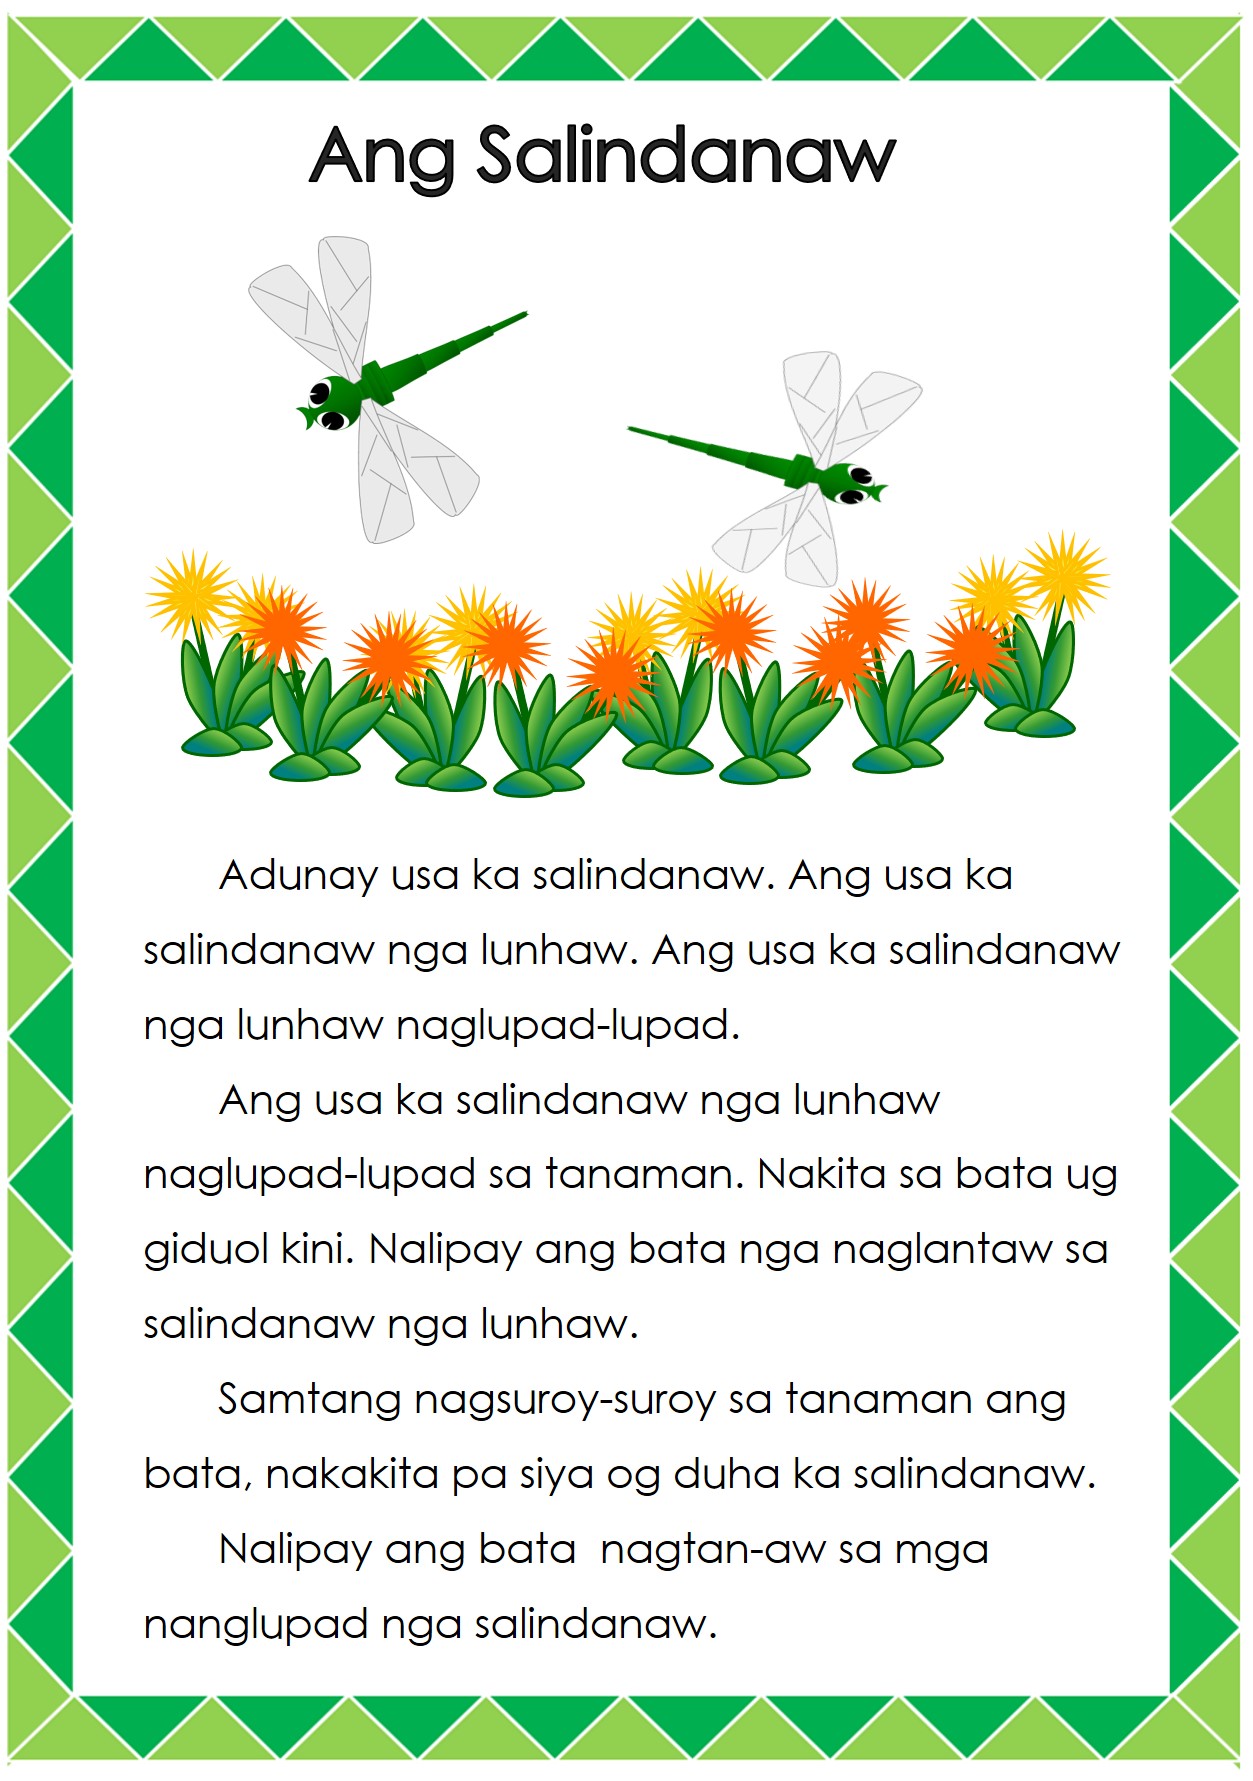 Ang Salindanaw
Adunay usa ka salindanaw. Ang usa ka
salindanaw nga lunhaw. Ang usa ka salindanaw
nga lunhaw naglupad-lupad.
Ang usa ka salindanaw nga lunhaw
naglupad-lupad sa tanaman. Nakita sa bata ug
giduol kini. Nalipay ang bata nga naglantaw sa
salindanaw nga lunhaw.
Samtang nagsuroy-suroy sa tanaman ang
bata, nakakita pa siya og duha ka salindanaw.
Nalipay ang bata  nagtan-aw sa mga
nanglupad nga salindanaw.